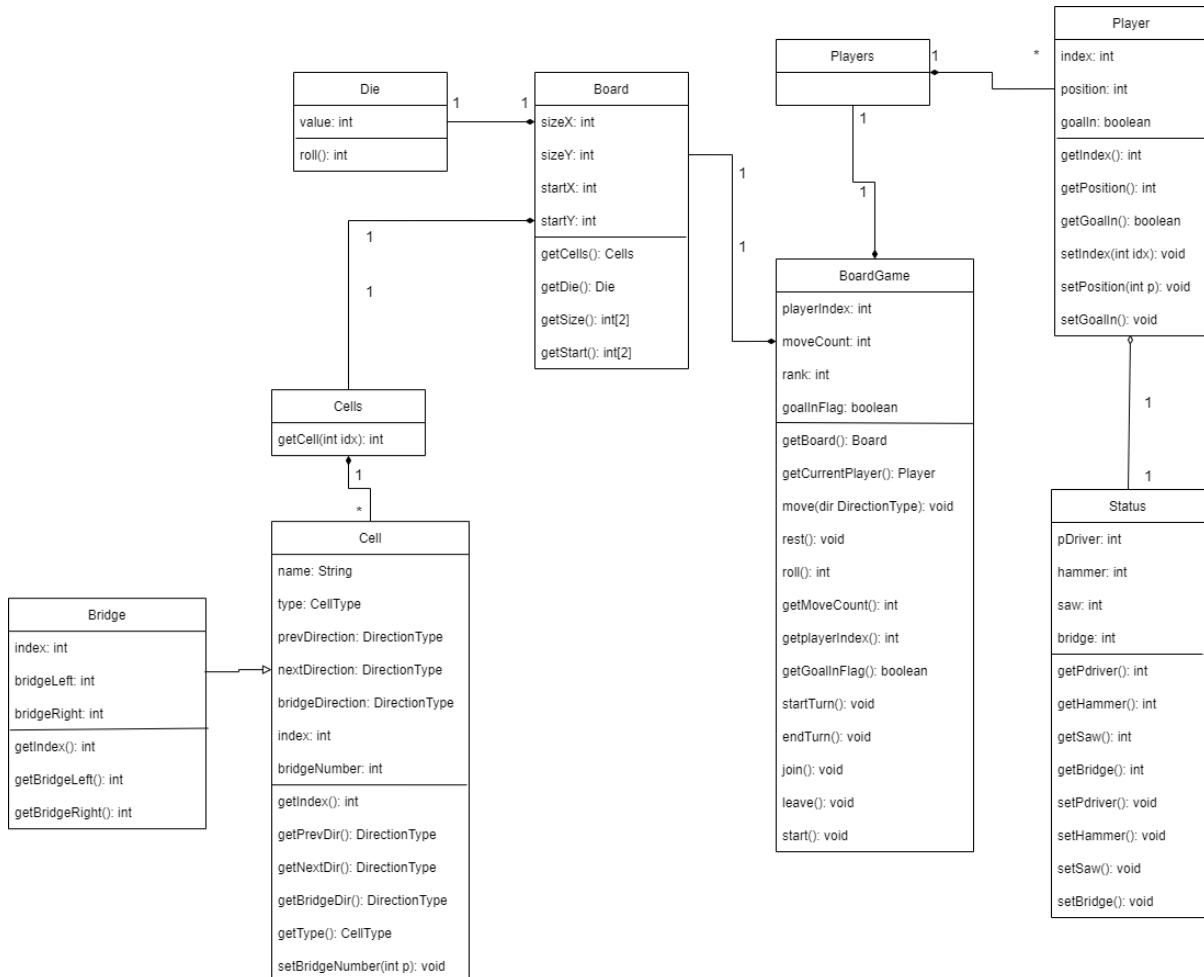 Die
value: int
roll(): int
1
1
Board
sizeX: int
sizeY: int
startX: int
startY: int
getCells(): Cells
getDie(): Die
getSize(): int[2]
getStart(): int[2]
1
1
1
1
Players
1
*
1
1
Player
index: int
position: int
goalIn: boolean
getIndex(): int
getPosition(): int
getGoalIn(): boolean
setIndex(int idx): void
setPosition(int p): void
setGoalIn(): void
1
1
BoardGame
playerIndex: int
moveCount: int
rank: int
goalInFlag: boolean
getBoard(): Board
getCurrentPlayer(): Player
move(dir DirectionType): void
rest(): void
roll(): int
getMoveCount(): int
getplayerIndex(): int
getGoalInFlag(): boolean
startTurn(): void
endTurn(): void
join(): void
leave(): void
start(): void
Status
pDriver: int
hammer: int
saw: int
bridge: int
getPdriver(): int
getHammer(): int
getSaw(): int
getBridge(): int
setPdriver(): void
setHammer(): void
setSaw(): void
setBridge(): void
Cells
getCell(int idx): int
1
*
Cell
name: String
type: CellType
prevDirection: DirectionType
nextDirection: DirectionType
bridgeDirection: DirectionType
index: int
bridgeNumber: int
getIndex(): int
getPrevDir(): DirectionType
getNextDir(): DirectionType
getBridgeDir(): DirectionType
getType(): CellType
setBridgeNumber(int p): void
Bridge
index: int
bridgeLeft: int
bridgeRight: int
getIndex(): int
getBridgeLeft(): int
getBridgeRight(): int